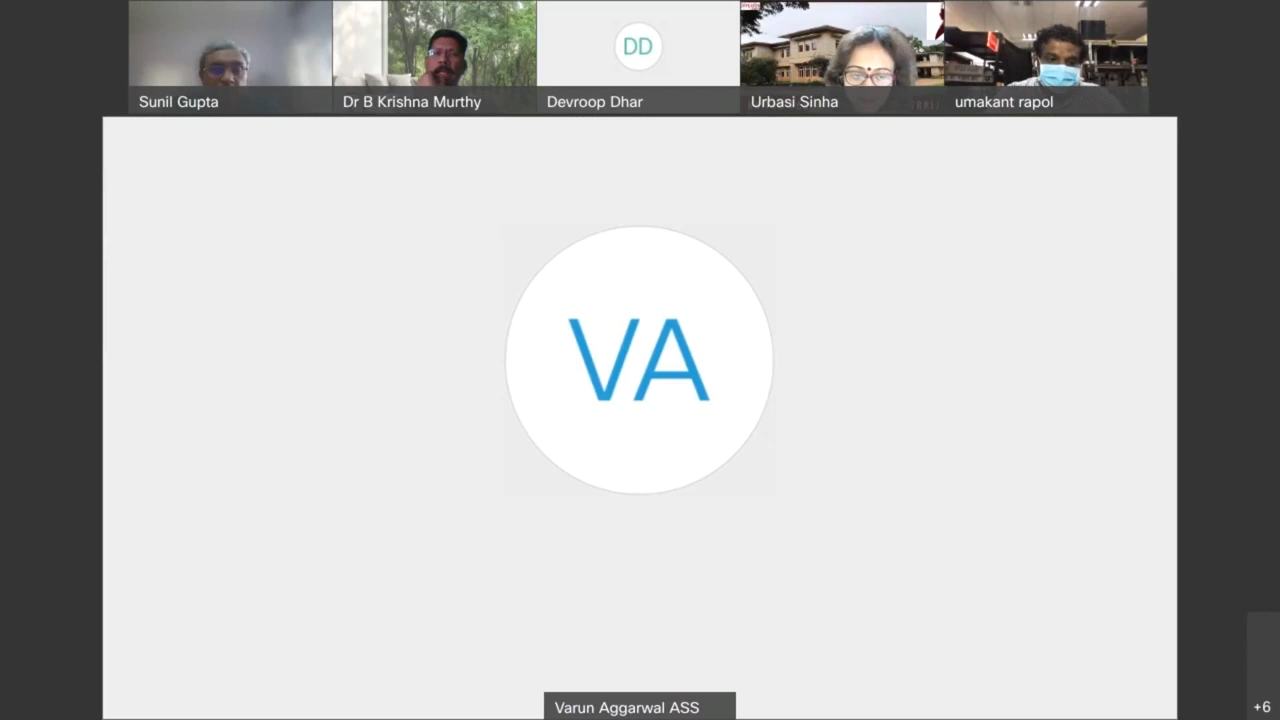 DD
Sunil Gupta
Dr B Krishna Murthy
Devroop Dhar
Urbasi Sinha
umakant rapol
VA
Varun Aggarwal ASS
+6